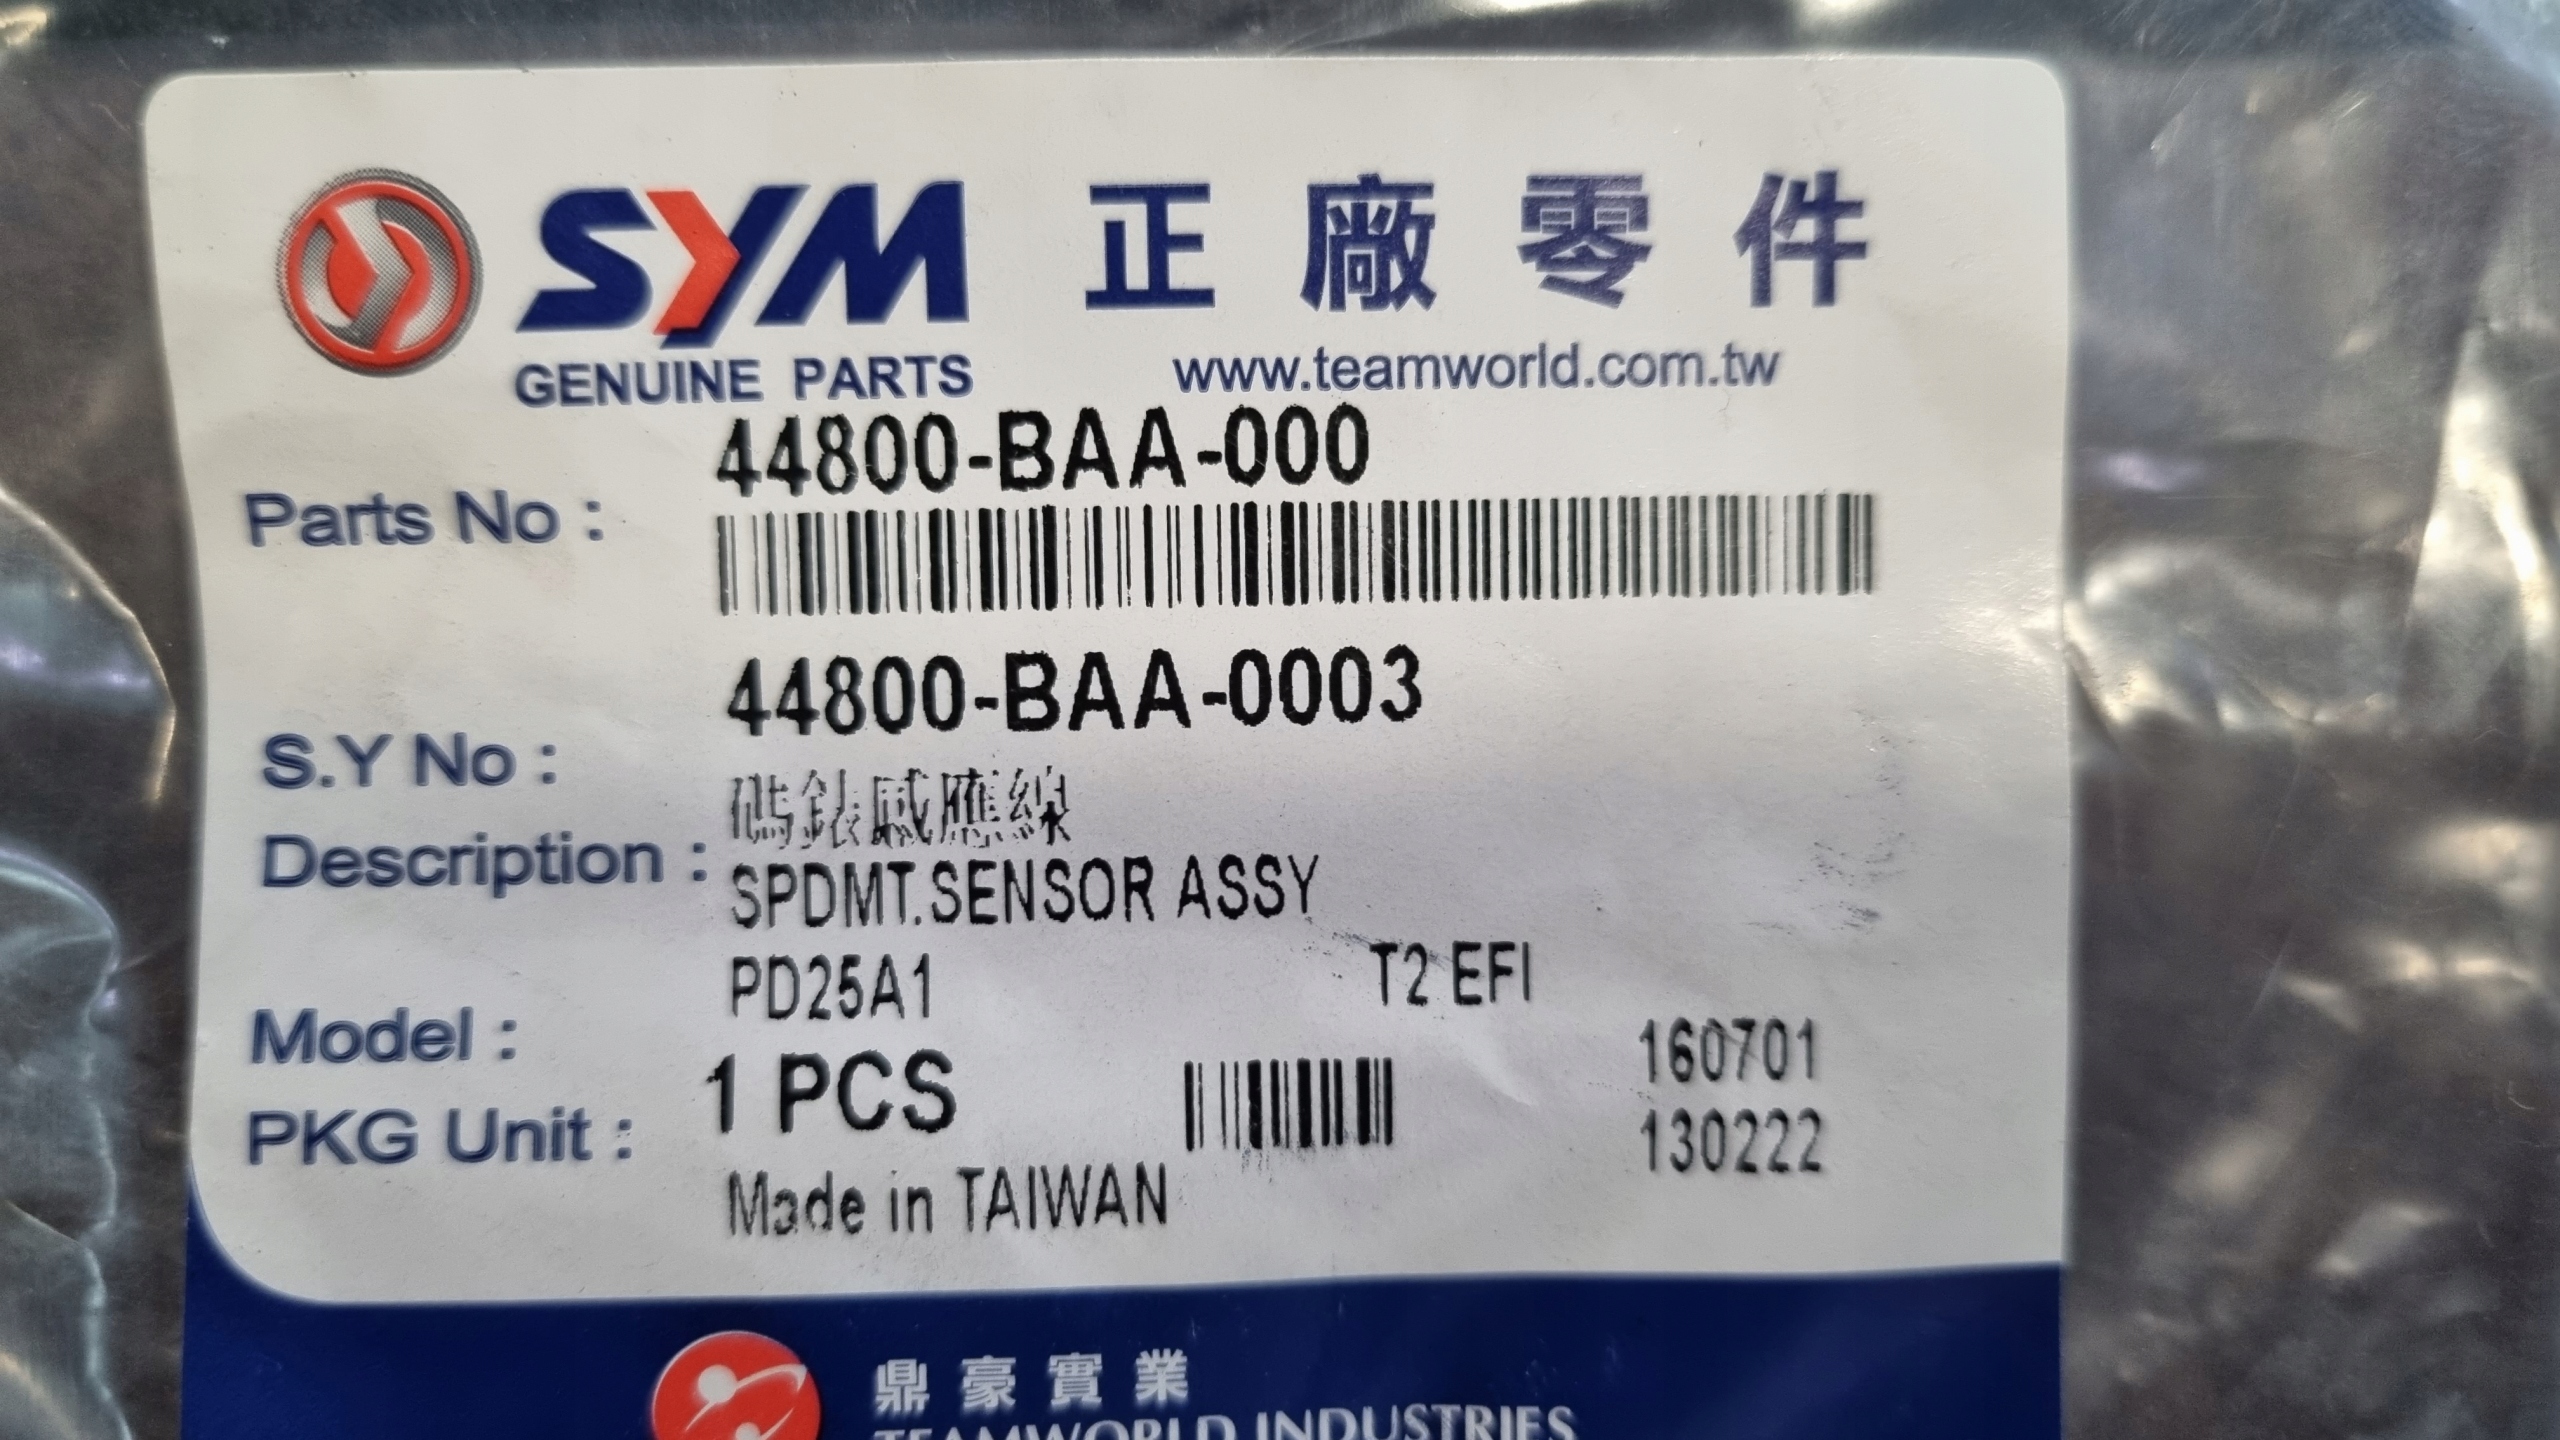 SYM 正廠零件
GENUINE PARTS www.teamworld.com.tw
44800-BAA-000
Parts No :
44800-BAA-0003
S.Y No :
碼錶感應線
Description :
SPDMT.SENSOR ASSY
PD25A1 T2 EFI
Model :
160701
1 PCS
PKG Unit :
130222
Made in TAIWAN
鼎豪實業
TEAMWORLD INDUSTRIES